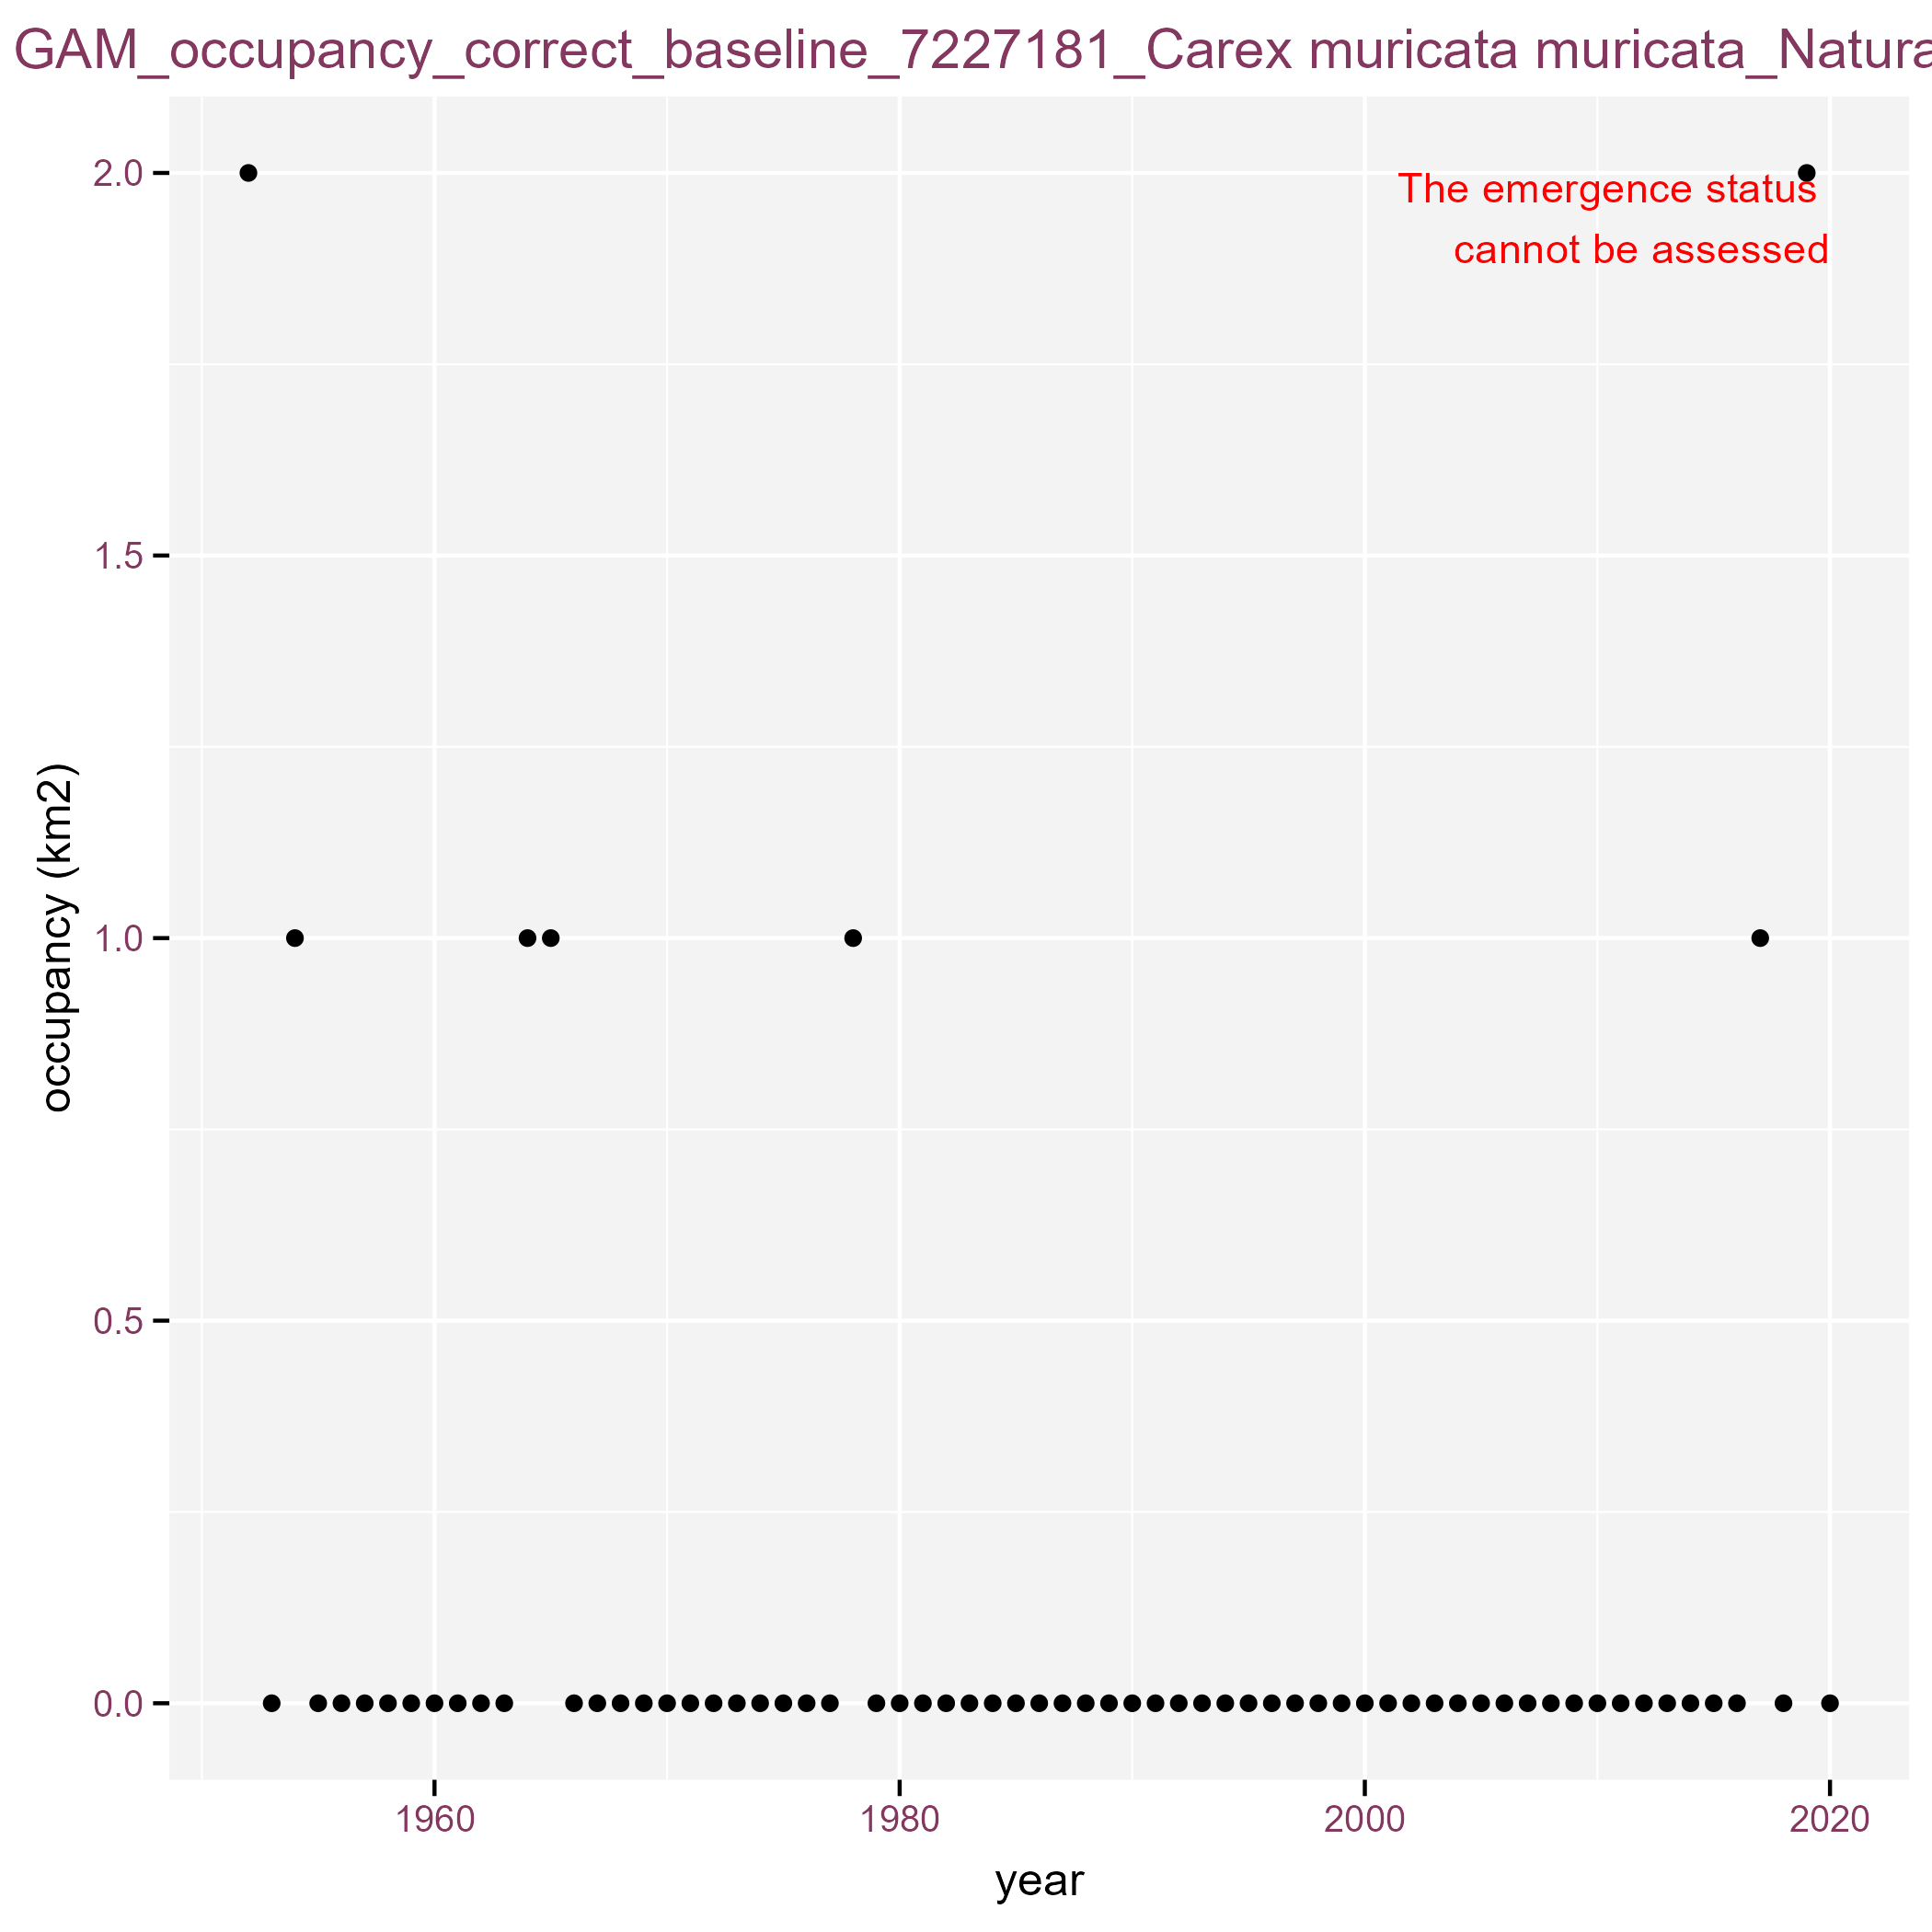 GAM_occupancy_correct_baseline_7227181_Carex muricata muricata_Natura
2.0
The emergence status
cannot be assessed
1.5
1.0
0.5
0.0
occupancy (km2)
1960 1980 2000 2020
year